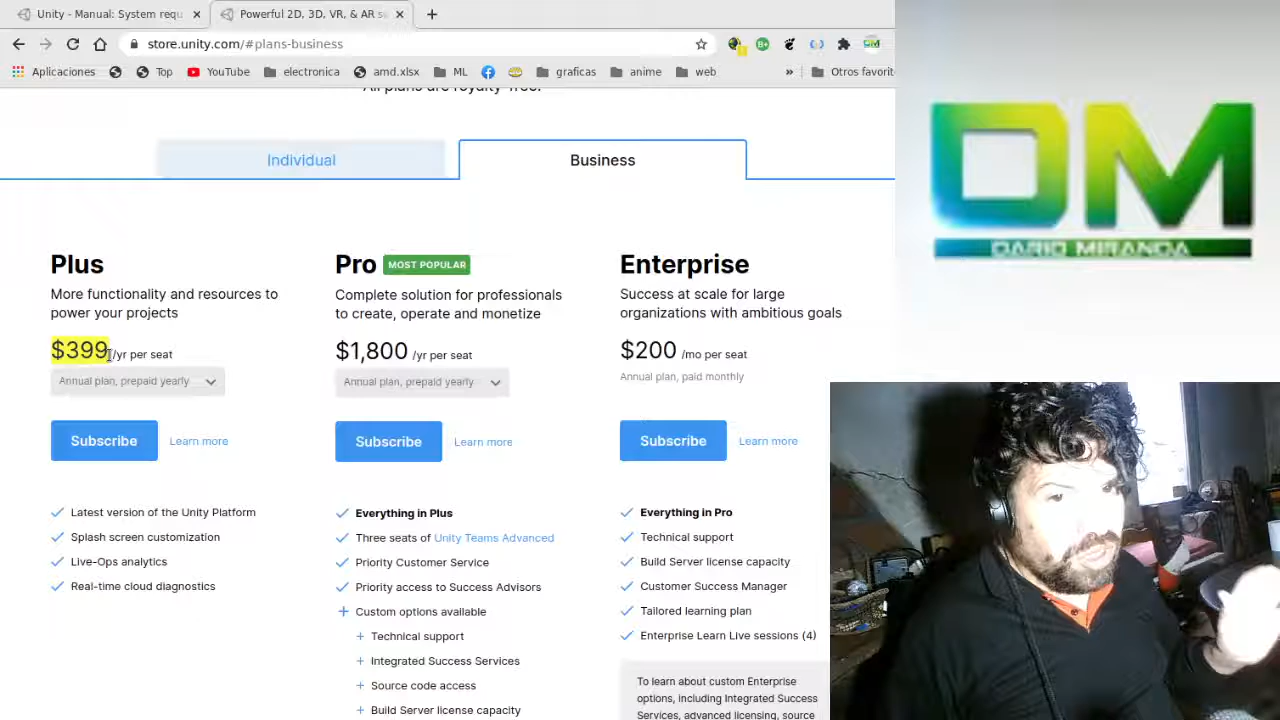 Unity - Manual: System requ
Powerful 2D, 3D, VR, & AR so
store.unity.com/#plans-business
Aplicaciones
Top
YouTube
electronica
amd.xlsx
ML
graficas
anime
web
»
Otros favorit
All plans are royalty-free.
Individual
Business
Plus
More functionality and resources to
power your projects
$399 /yr per seat
Annual plan, prepaid yearly
Subscribe
Learn more
Latest version of the Unity Platform
Splash screen customization
Live-Ops analytics
Real-time cloud diagnostics
Pro MOST POPULAR
Complete solution for professionals
to create, operate and monetize
$1,800 /yr per seat
Annual plan, prepaid yearly
Subscribe
Learn more
Everything in Plus
Three seats of Unity Teams Advanced
Priority Customer Service
Priority access to Success Advisors
Custom options available
Technical support
Integrated Success Services
Source code access
Build Server license capacity
Enterprise
Success at scale for large
organizations with ambitious goals
$200 /mo per seat
Annual plan, paid monthly
Subscribe
Learn more
Everything in Pro
Technical support
Build Server license capacity
Customer Success Manager
Tailored learning plan
Enterprise Learn Live sessions (4)
To learn about custom Enterprise
options, including Integrated Success
Services, advanced licensing, source
DM
DARIO MIRANDA